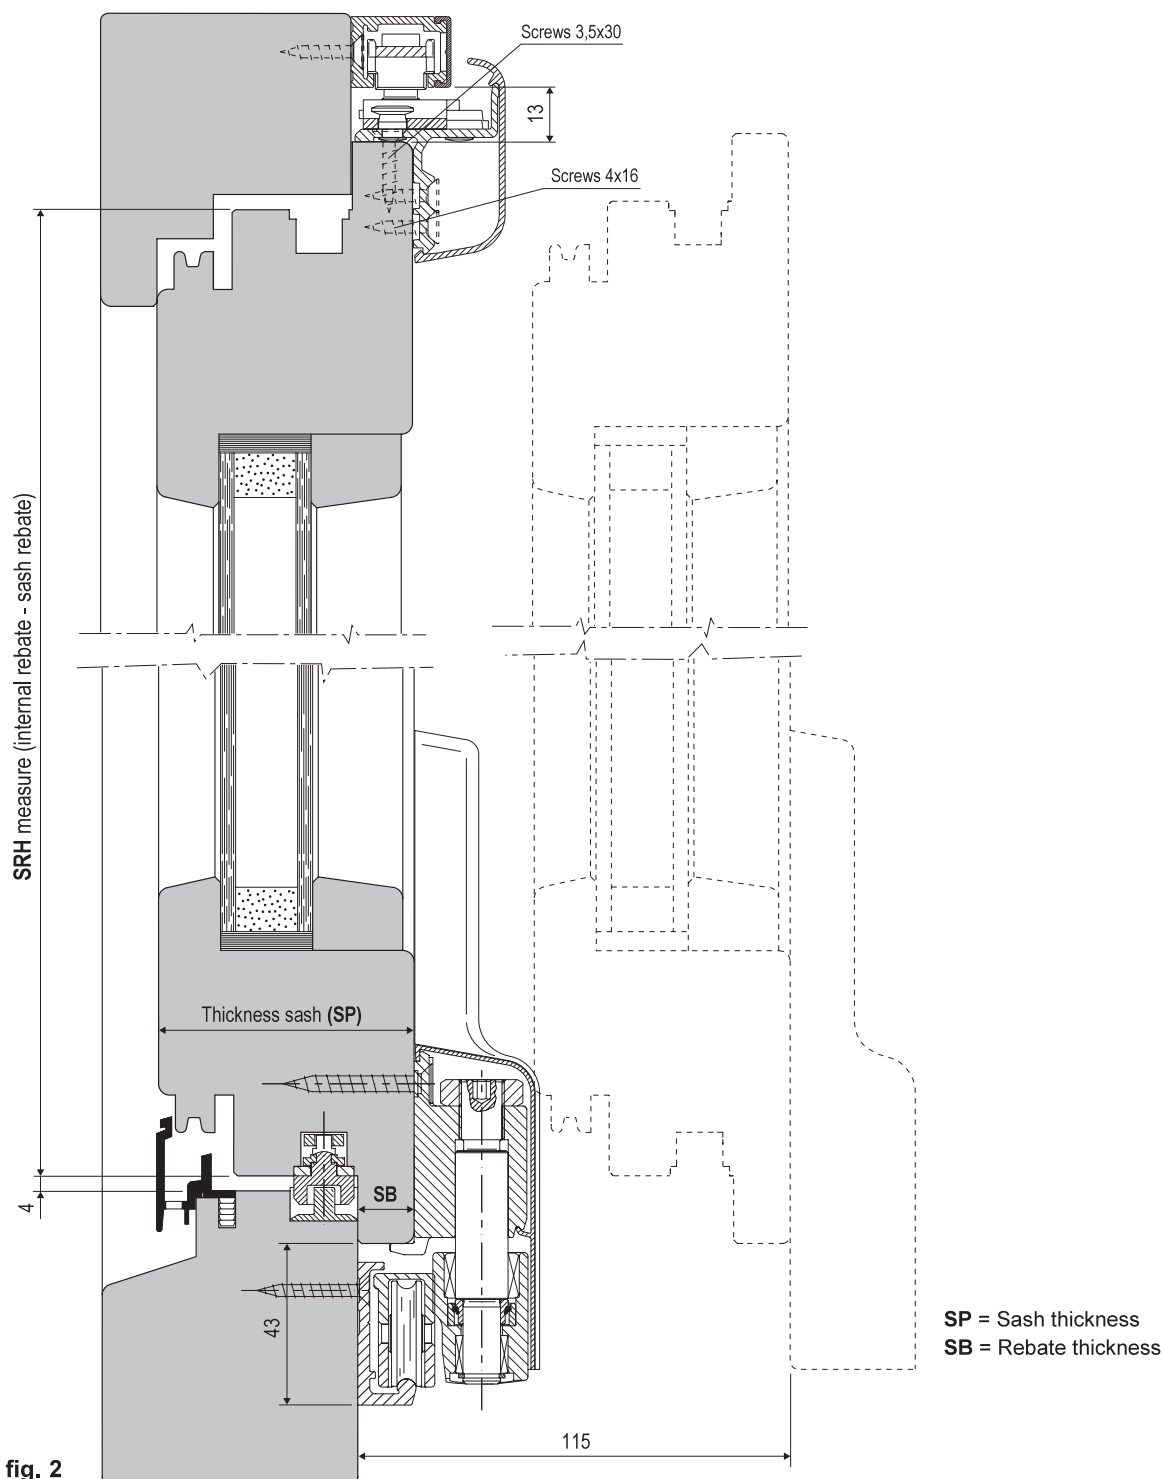 Screws 3,5x30
13
Screws 4x16
SRH measure (internal rebate - sash rebate)
Thickness sash (SP)
4
SB
43
SP = Sash thickness
SB = Rebate thickness
115
fig. 2